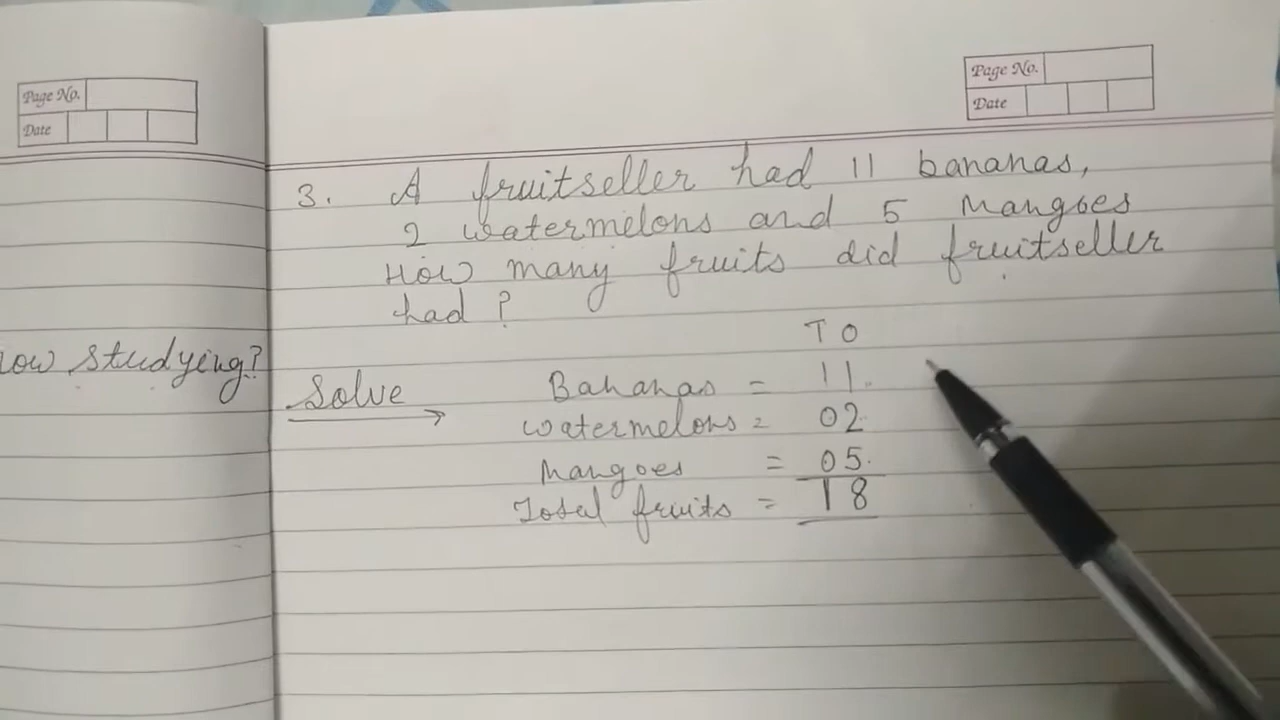 Page No.
Date
Page No.
Date
3. A fruitseller had 11 bananas,
2 watermelons and 5 Mangoes
How many fruits did fruitseller
had ?
low studying?
T O
Solve
Bananas = 11
watermelons = 02
Mangoes = 05
Total fruits = 18